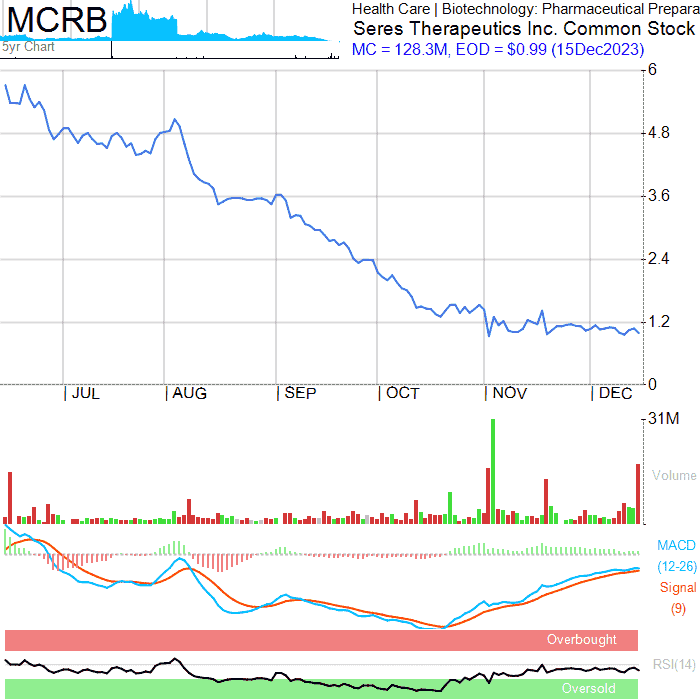 MCRB
5yr Chart
Health Care | Biotechnology: Pharmaceutical Prepara
Seres Therapeutics Inc. Common Stock
MC = 128.3M, EOD = $0.99 (15Dec2023)
6
4.8
3.6
2.4
1.2
0
JUL AUG SEP OCT NOV DEC
31M
Volume
MACD
(12-26)
Signal
(9)
Overbought
RSI(14)
Oversold